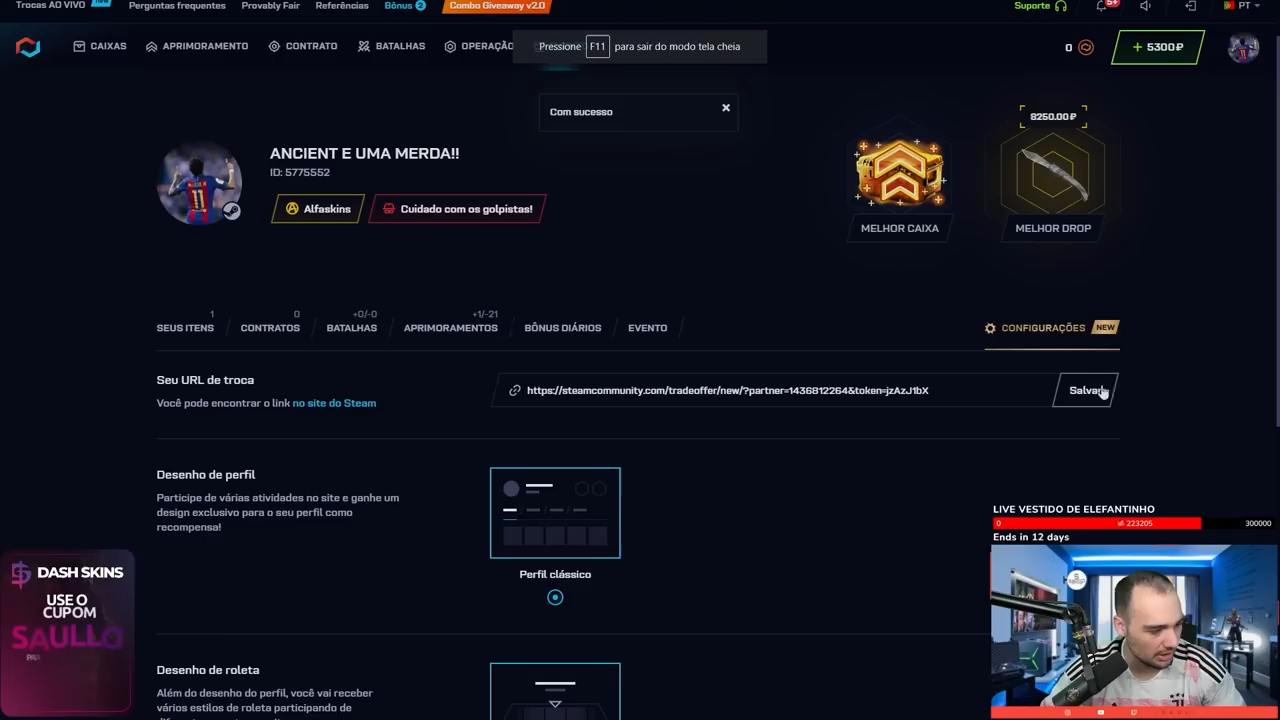 Trocas AO VIVO
new
Perguntas frequentes
Provably Fair
Referências
Bônus 2
Combo Giveaway v2.0
Suporte
5+
PT
CAIXAS
APRIMORAMENTO
CONTRATO
BATALHAS
OPERAÇÃO
Pressione F11 para sair do modo tela cheia
0
+ 5300₽
Com sucesso
8250.00₽
ANCIENT E UMA MERDA!!
ID: 5775552
Alfaskins
Cuidado com os golpistas!
MELHOR CAIXA
MELHOR DROP
1
0
+0/-0
+1/-21
SEUS ITENS
CONTRATOS
BATALHAS
APRIMORAMENTOS
BÔNUS DIÁRIOS
EVENTO
CONFIGURAÇÕES
NEW
Seu URL de troca
Você pode encontrar o link no site do Steam
https://steamcommunity.com/tradeoffer/new/?partner=1436812264&token=jzAzJ1bX
Salvar
Desenho de perfil
Participe de várias atividades no site e ganhe um
design exclusivo para o seu perfil como
recompensa!
Perfil clássico
LIVE VESTIDO DE ELEFANTINHO
0
223205
300000
Ends in 12 days
DASH SKINS
USE O
CUPOM
SAULLO
Desenho de roleta
Além do desenho do perfil, você vai receber
vários estilos de roleta participando de